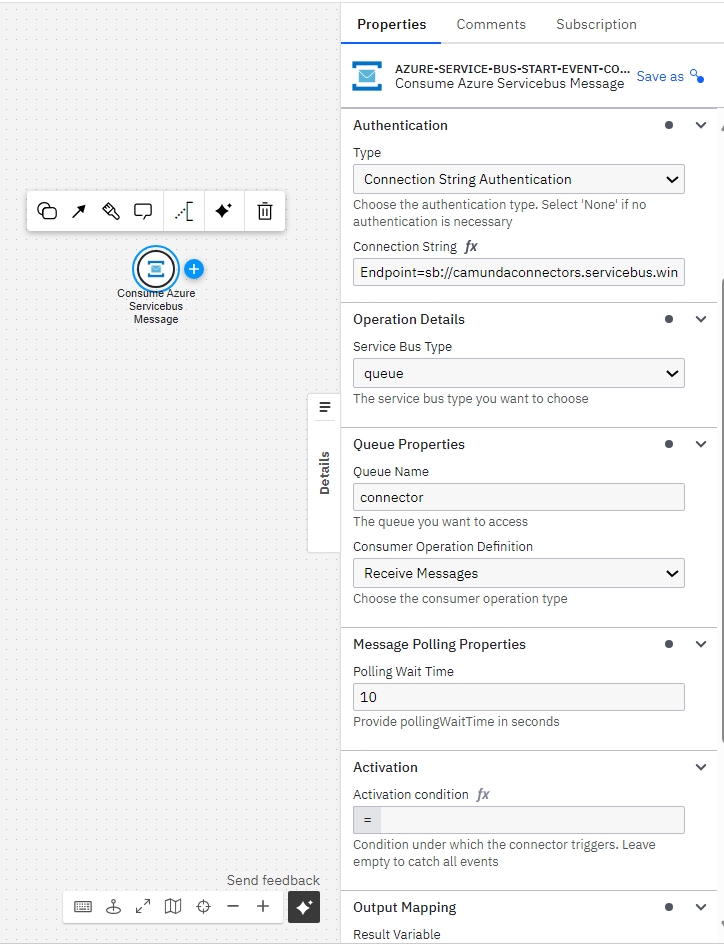 Properties
Comments
Subscription
AZURE-SERVICE-BUS-START-EVENT-CO...
Consume Azure Servicebus Message
Save as
Authentication
Type
Connection String Authentication
Choose the authentication type. Select 'None' if no
authentication is necessary
Connection String fx
Endpoint=sb://camundaconnectors.servicebus.win
Consume Azure
Servicebus
Message
Operation Details
Service Bus Type
queue
The service bus type you want to choose
Details
Queue Properties
Queue Name
connector
The queue you want to access
Consumer Operation Definition
Receive Messages
Choose the consumer operation type
Message Polling Properties
Polling Wait Time
10
Provide pollingWaitTime in seconds
Activation
Activation condition fx
=
Condition under which the connector triggers. Leave
empty to catch all events
Send feedback
Output Mapping
Result Variable